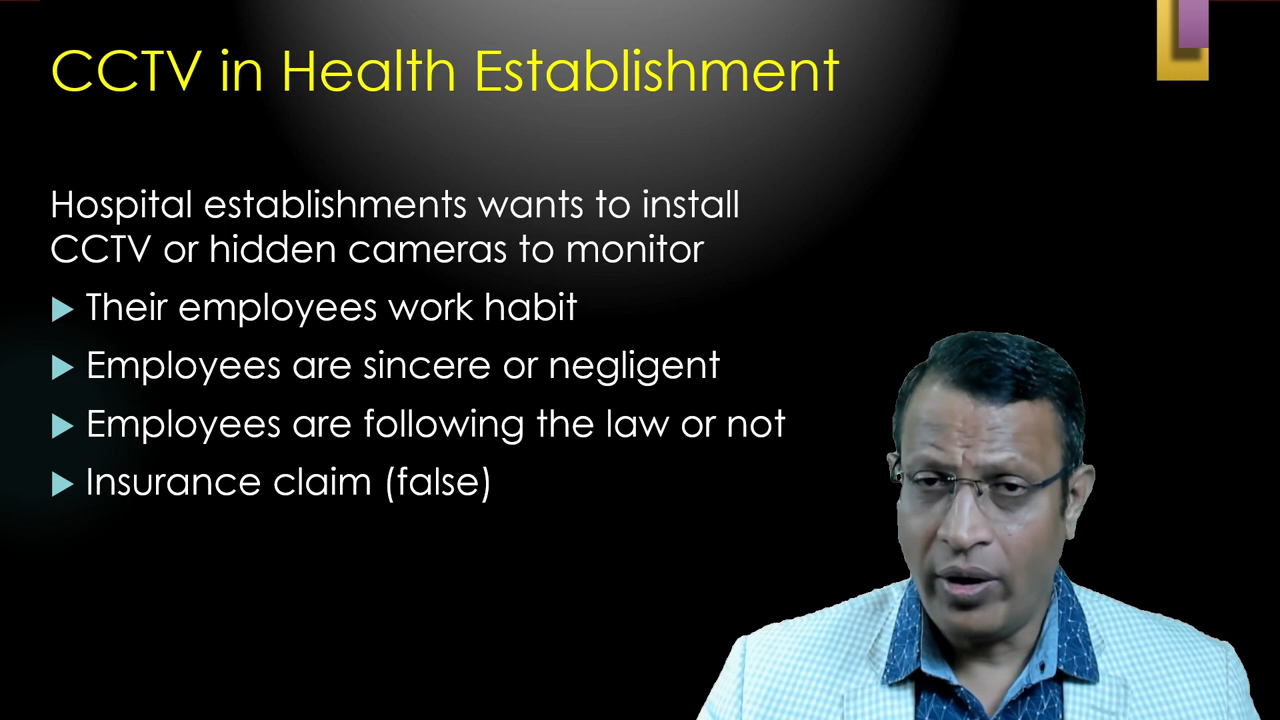 CCTV in Health Establishment
Hospital establishments wants to install
CCTV or hidden cameras to monitor
Their employees work habit
Employees are sincere or negligent
Employees are following the law or not
Insurance claim (false)